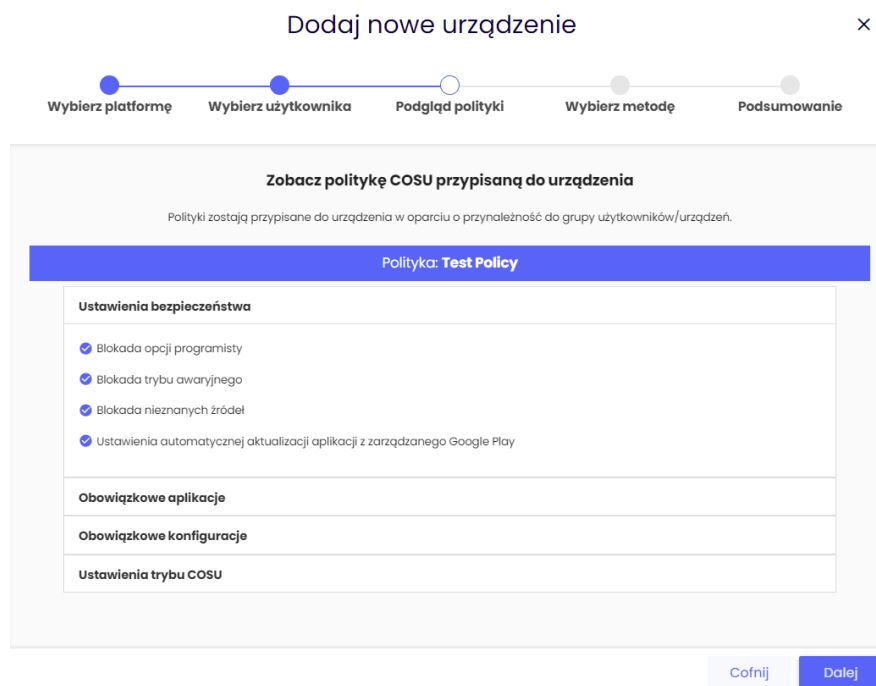 Dodaj nowe urządzenie
Wybierz platformę
Wybierz użytkownika
Podgląd polityki
Wybierz metodę
Podsumowanie
Zobacz politykę COSU przypisaną do urządzenia
Polityki zostają przypisane do urządzenia w oparciu o przynależność do grupy użytkowników/urządzeń.
Polityka: Test Policy
Ustawienia bezpieczeństwa
Blokada opcji programisty
Blokada trybu awaryjnego
Blokada nieznanych źródeł
Ustawienia automatycznej aktualizacji aplikacji z zarządzanego Google Play
Obowiązkowe aplikacje
Obowiązkowe konfiguracje
Ustawienia trybu COSU
Cofnij
Dalej